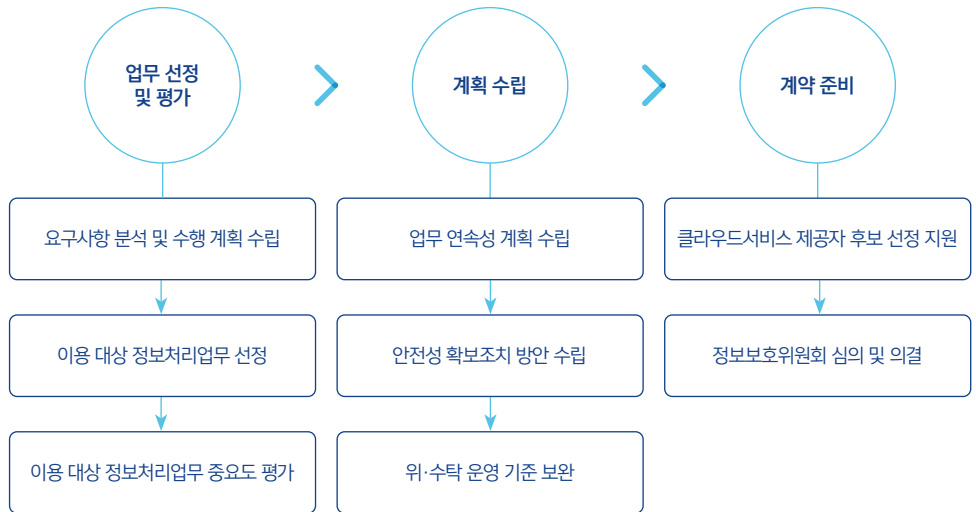 업무 선정
및 평가
계획 수립
계약 준비
요구사항 분석 및 수행 계획 수립
업무 연속성 계획 수립
클라우드서비스 제공자 후보 선정 지원
이용 대상 정보처리업무 선정
안전성 확보조치 방안 수립
정보보호위원회 심의 및 의결
이용 대상 정보처리업무 중요도 평가
위·수탁 운영 기준 보완